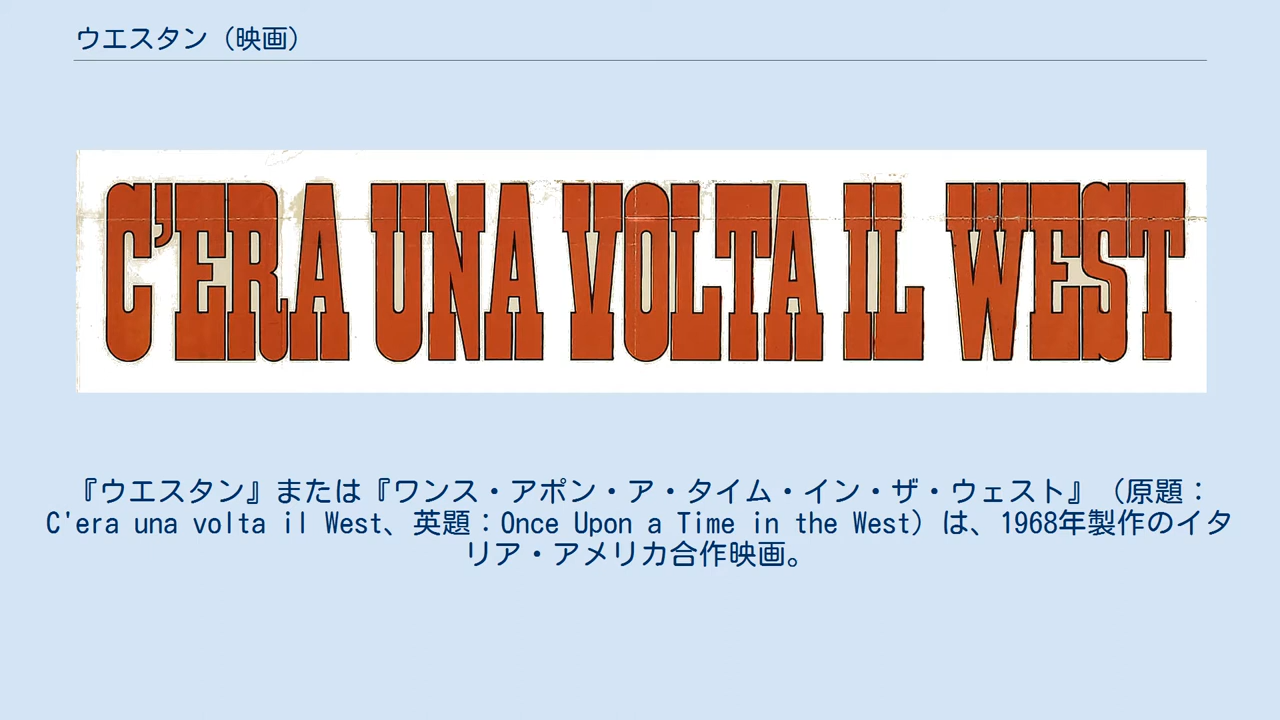 ウエスタン（映画）
C'ERA UNA VOLTA IL WEST
『ウエスタン』または『ワンス・アポン・ア・タイム・イン・ザ・ウェスト』（原題：
C'era una volta il West、英題：Once Upon a Time in the West）は、1968年製作のイタ
リア・アメリカ合作映画。